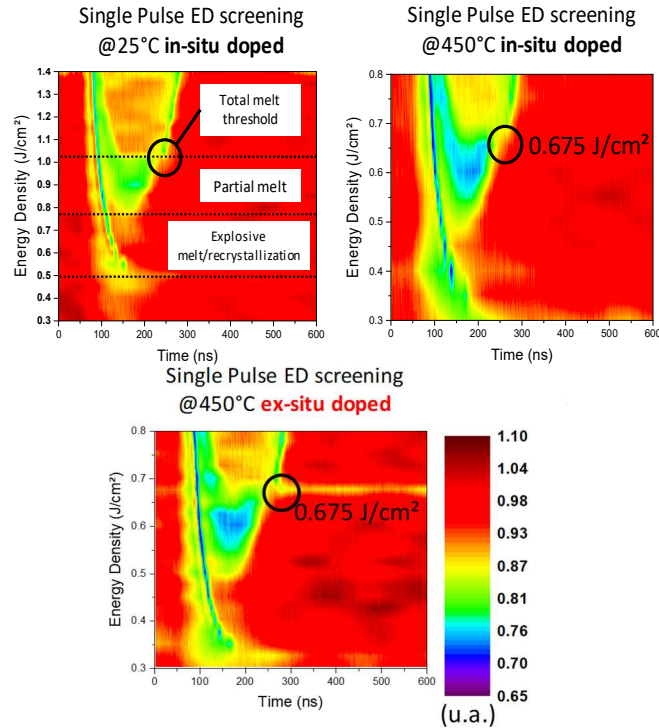 Single Pulse ED screening
@25°C in-situ doped
Energy Density (J/cm²)
1.4
1.3
1.2
1.1
1.0
0.9
0.8
0.7
0.6
0.5
0.4
0.3
0 100 200 300 400 500 600
Time (ns)
Total melt
threshold
Partial melt
Explosive
melt/recrystallization
Single Pulse ED screening
@450°C in-situ doped
Energy Density (J/cm²)
0.8
0.7
0.6
0.5
0.4
0.3
0 100 200 300 400 500 600
Time (ns)
0.675 J/cm²
Single Pulse ED screening
@450°C ex-situ doped
Energy Density (J/cm²)
0.8
0.7
0.6
0.5
0.4
0.3
0 100 200 300 400 500 600
Time (ns)
0.675 J/cm²
1.10
1.04
0.98
0.93
0.87
0.81
0.76
0.70
0.65
(u.a.)